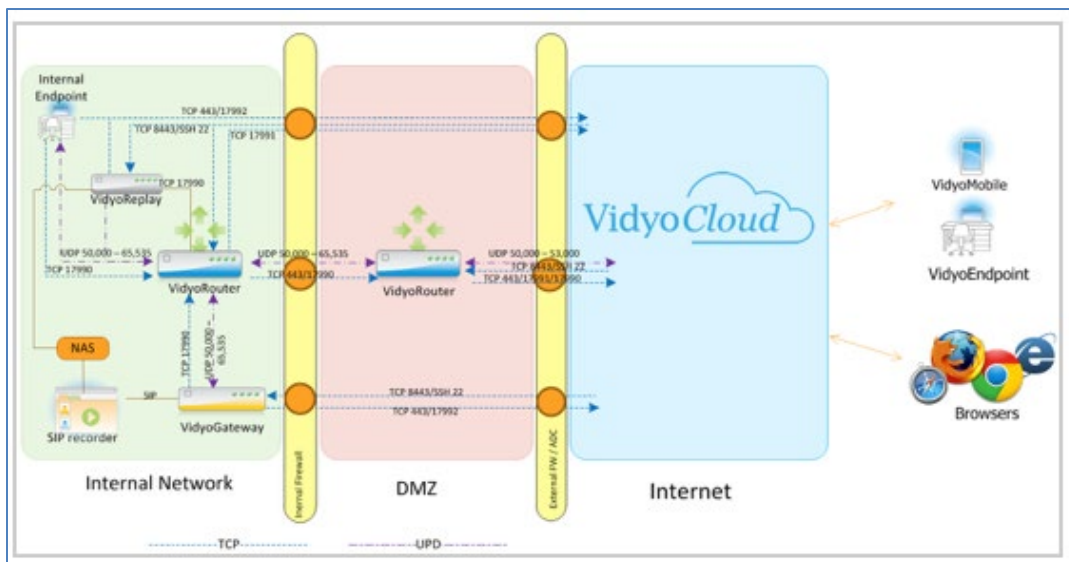 Internal
Endpoint
TCP 443/17992
TCP 8443/SSH 22
TCP 17991
TCP 17990
VidyoReplay
UDP 50,000 – 65,535
TCP 17990
VidyoRouter
UDP 50,000 – 65,535
TCP 443/17990
VidyoRouter
UDP 50,000 – 53,000
TCP 8443/SSH 22
TCP 443/17991/17990
VidyoCloud
VidyoMobile
VidyoEndpoint
Browsers
NAS
TCP 17990
UDP 50,000 –
65,535
SIP
SIP recorder
VidyoGateway
TCP 8443/SSH 22
TCP 443/17992
Internal Network
Inernal Firewall
DMZ
External FW / ADC
Internet
TCP
UPD